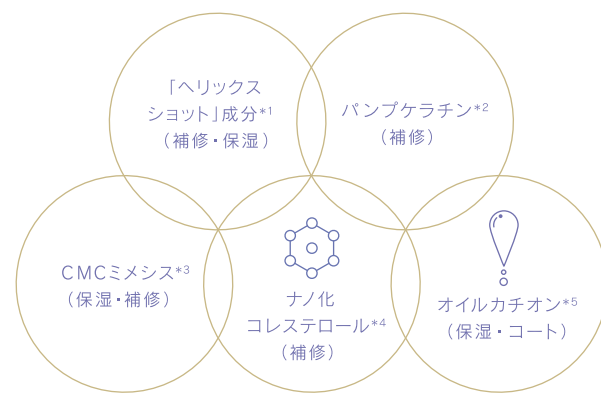 「ヘリックス
ショット」成分*1
（補修・保湿）
パンプケラチン*2
（補修）
CMCミメシス*3
（保湿・補修）
ナノ化
コレステロール*4
（補修）
オイルカチオン*5
（保湿・コート）